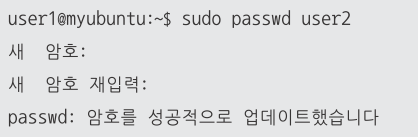 user1@myubuntu:~$ sudo passwd user2
새 암호:
새 암호 재입력:
passwd: 암호를 성공적으로 업데이트했습니다